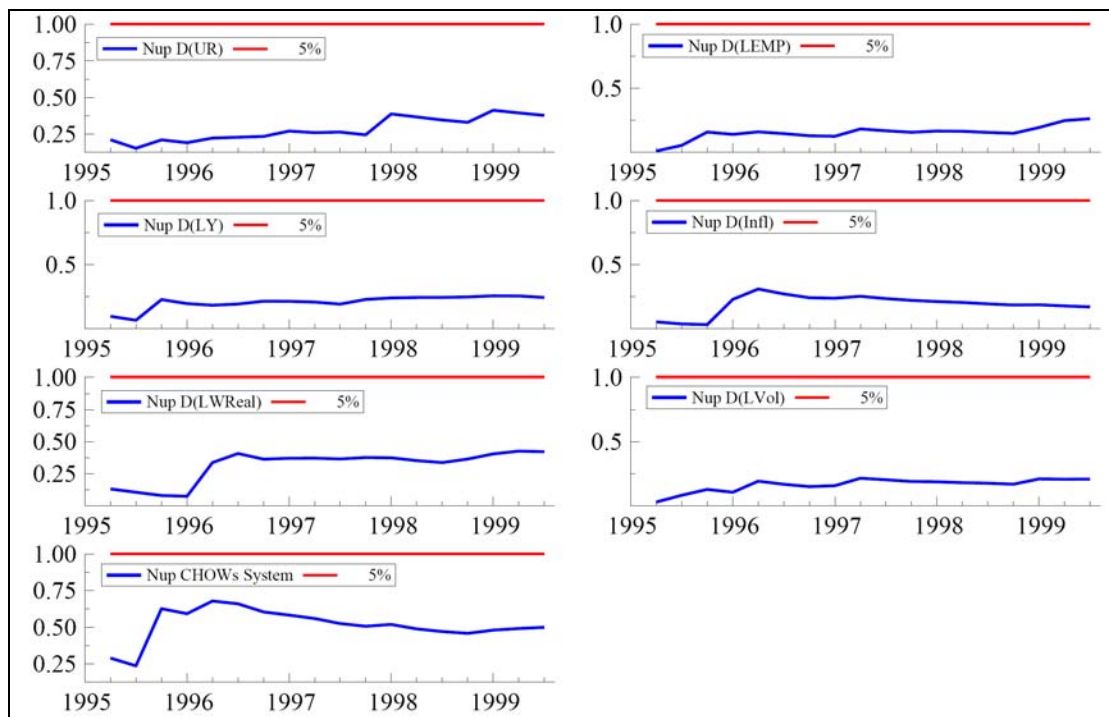 1.00
Nup D(UR) 5%
0.75
0.50
0.25
1995 1996 1997 1998 1999
1.0
Nup D(LEMP) 5%
0.5
1995 1996 1997 1998 1999
1.0
Nup D(LY) 5%
0.5
1995 1996 1997 1998 1999
1.0
Nup D(Infl) 5%
0.5
1995 1996 1997 1998 1999
1.00
0.75
Nup D(LWReal) 5%
0.50
0.25
1995 1996 1997 1998 1999
1.0
Nup D(LVol) 5%
0.5
1995 1996 1997 1998 1999
1.00
Nup CHOWs System 5%
0.75
0.50
0.25
1995 1996 1997 1998 1999